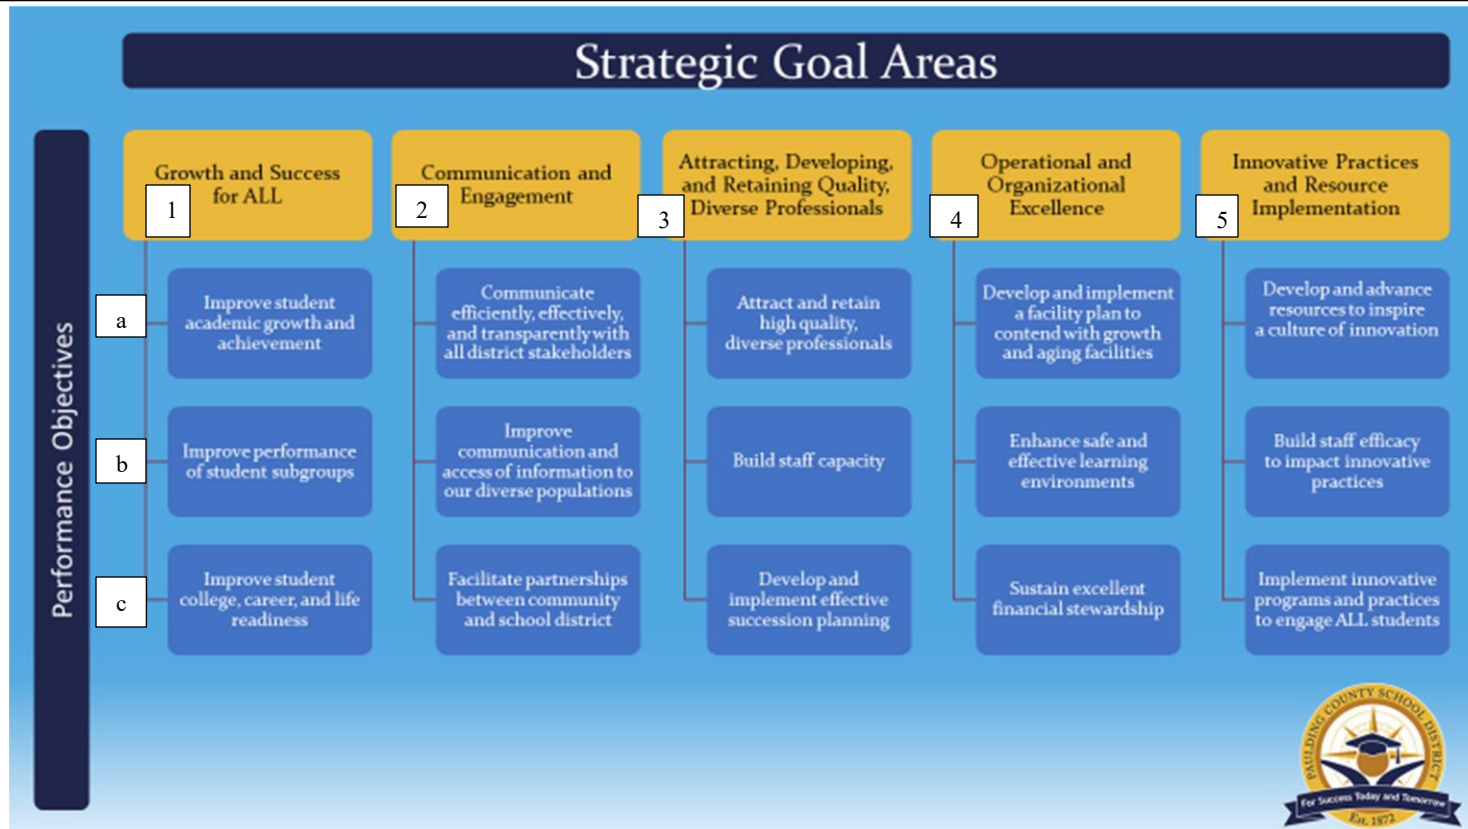 Strategic Goal Areas
Performance Objectives
Growth and Success
for ALL
1
Communication and
Engagement
2
Attracting, Developing,
and Retaining Quality,
Diverse Professionals
3
Operational and
Organizational
Excellence
4
Innovative Practices
and Resource
Implementation
5
a
Improve student
academic growth and
achievement
Communicate
efficiently, effectively,
and transparently with
all district stakeholders
Attract and retain
high quality,
diverse professionals
Develop and implement
a facility plan to
contend with growth
and aging facilities
Develop and advance
resources to inspire
a culture of innovation
b
Improve performance
of student subgroups
Improve
communication and
access of information to
our diverse populations
Build staff capacity
Enhance safe and
effective learning
environments
Build staff efficacy
to impact innovative
practices
c
Improve student
college, career, and life
readiness
Facilitate partnerships
between community
and school district
Develop and
implement effective
succession planning
Sustain excellent
financial stewardship
Implement innovative
programs and practices
to engage ALL students
PAULDING COUNTY SCHOOL DISTRICT
For Success Today and Tomorrow
Est. 1872